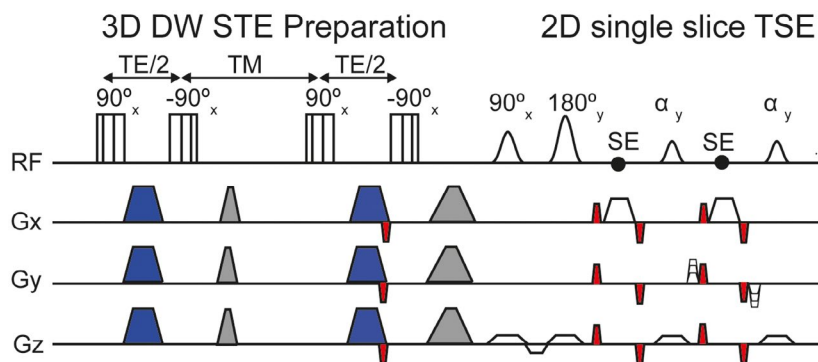 3D DW STE Preparation 2D single slice TSE
TE/2 TM TE/2
90ºx -90ºx 90ºx -90ºx 90ºx 180ºy αy αy
SE SE
RF
Gx
Gy
Gz